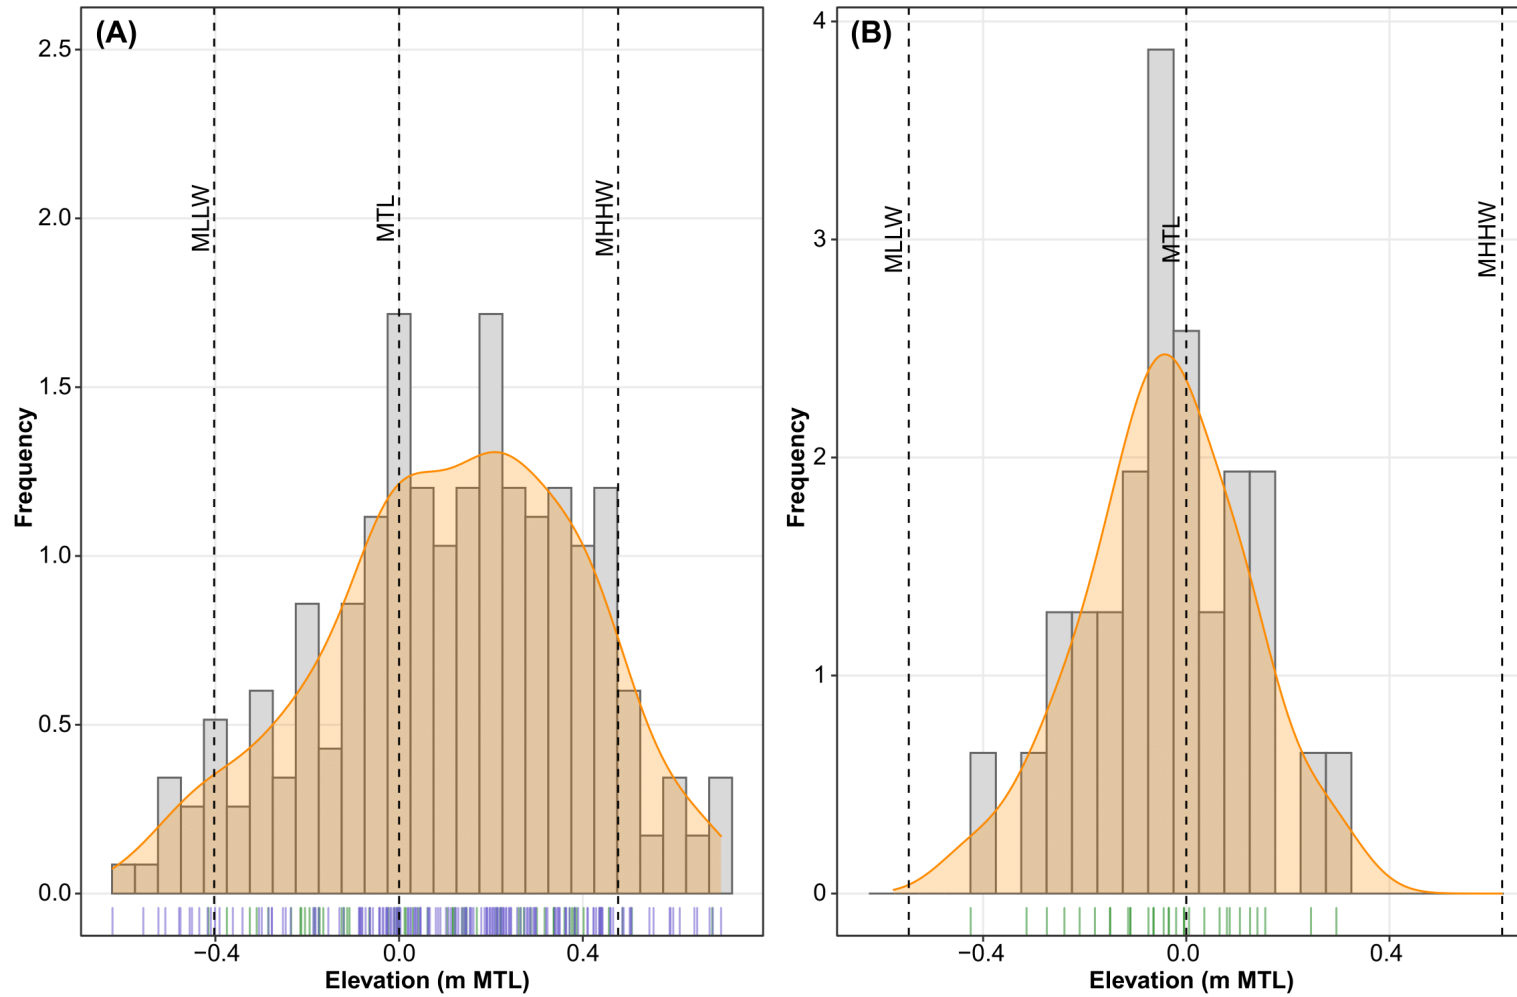 (A)
2.5
2.0
1.5
1.0
0.5
0.0
Frequency
MLLW
MTL
MHHW
−0.4
0.0
0.4
Elevation (m MTL)
(B)
4
3
2
1
0
Frequency
MLLW
MTL
MHHW
−0.4
0.0
0.4
Elevation (m MTL)